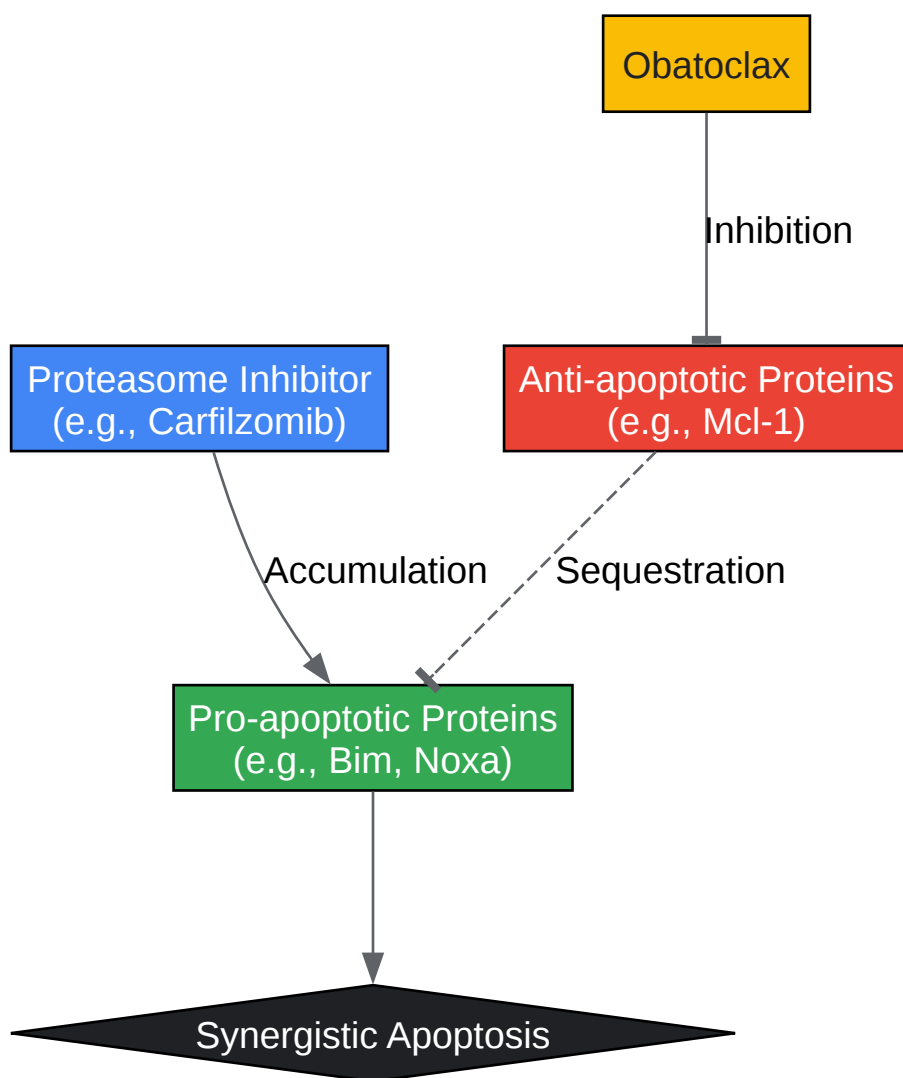 Obatoclax
Inhibition
Proteasome Inhibitor
(e.g., Carfilzomib)
Anti-apoptotic Proteins
(e.g., Mcl-1)
Accumulation
Sequestration
Pro-apoptotic Proteins
(e.g., Bim, Noxa)
Synergistic Apoptosis